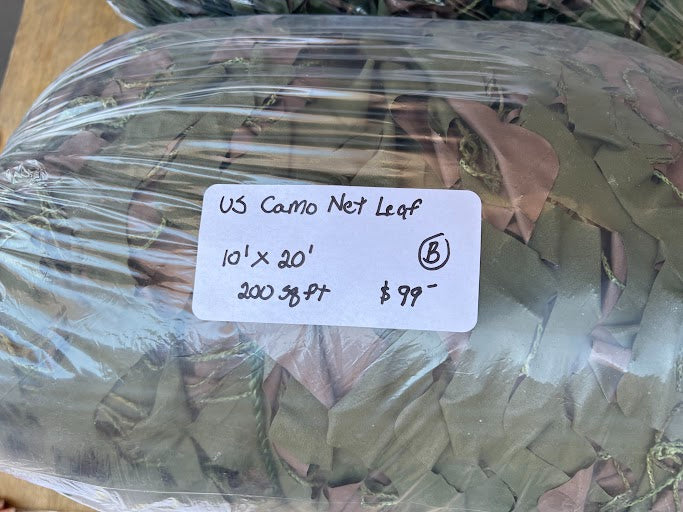 US Camo Net Leaf
10' X 20' B
200 sq ft $99-